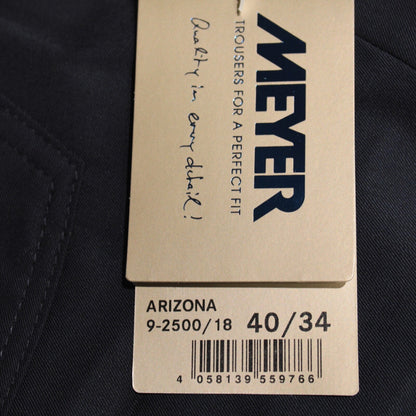 MEYER
TROUSERS FOR A PERFECT FIT
Quality in every detail!
ARIZONA
9-2500/18 40/34
4 058139 559766